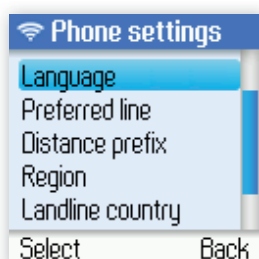 Phone settings
Language
Preferred line
Distance prefix
Region
Landline country
Select Back